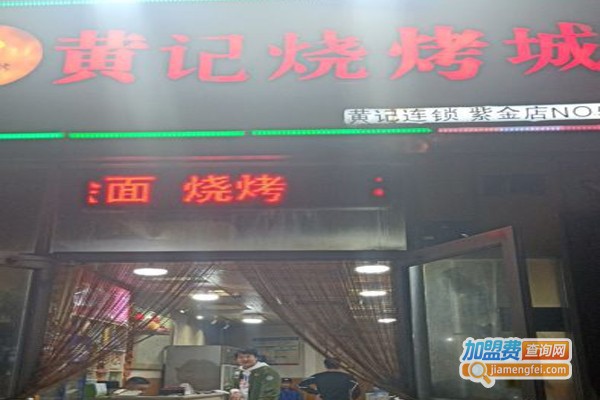 黄记烧烤城
黄记连锁 紫金店NO
面 烧烤
加盟费查询网
jiamengfei.com